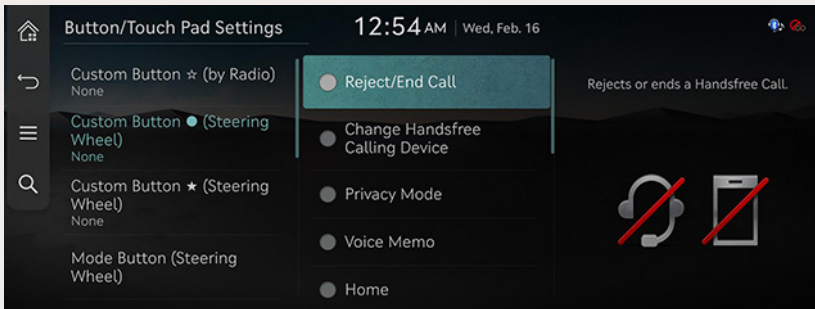 Button/Touch Pad Settings
12:54 AM | Wed, Feb. 16
Custom Button ☆ (by Radio)
None
Custom Button ● (Steering
Wheel)
None
Custom Button ★ (Steering
Wheel)
None
Mode Button (Steering
Wheel)
Reject/End Call
Change Handsfree
Calling Device
Privacy Mode
Voice Memo
Home
Rejects or ends a Handsfree Call.